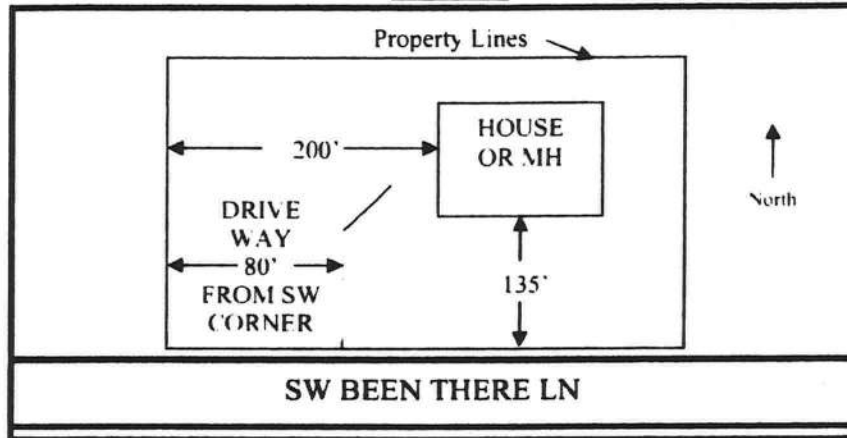 Property Lines
200'
HOUSE
OR MH
North
DRIVE
WAY
80'
FROM SW
CORNER
135'
SW BEEN THERE LN